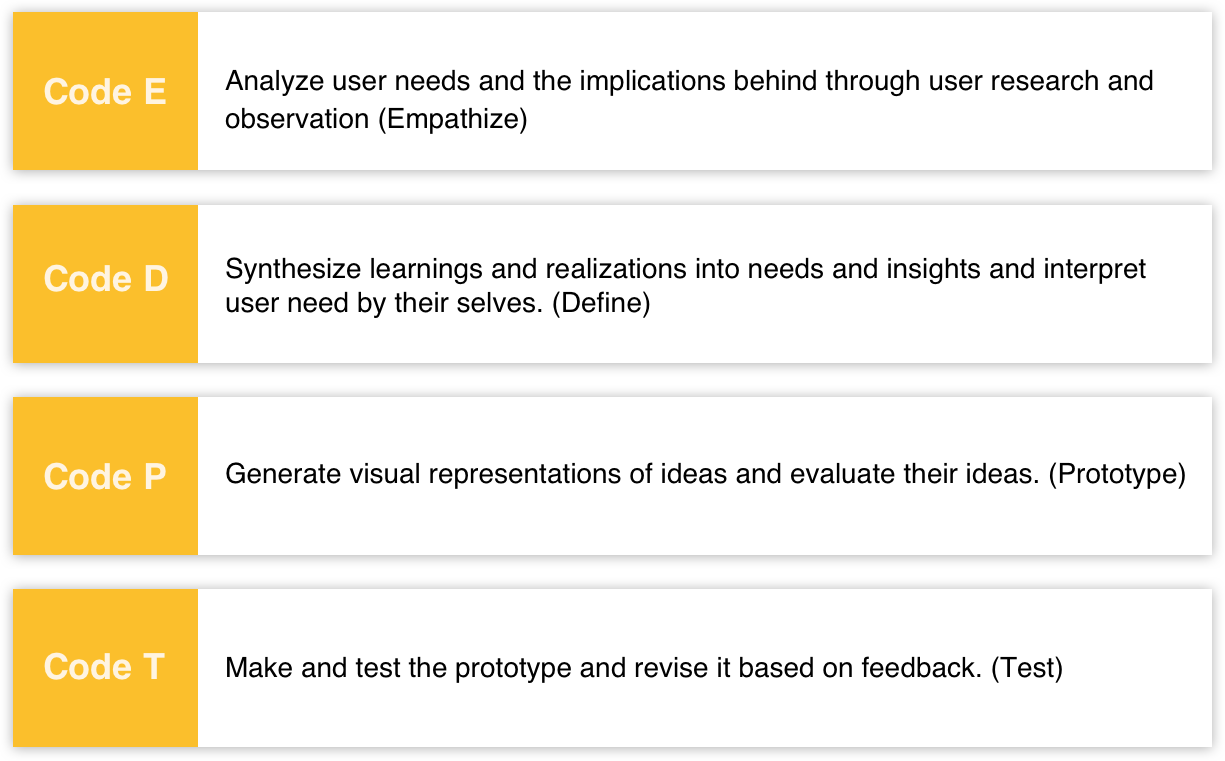 Code E
Analyze user needs and the implications behind through user research and
observation (Empathize)
Code D
Synthesize learnings and realizations into needs and insights and interpret
user need by their selves. (Define)
Code P
Generate visual representations of ideas and evaluate their ideas. (Prototype)
Code T
Make and test the prototype and revise it based on feedback. (Test)